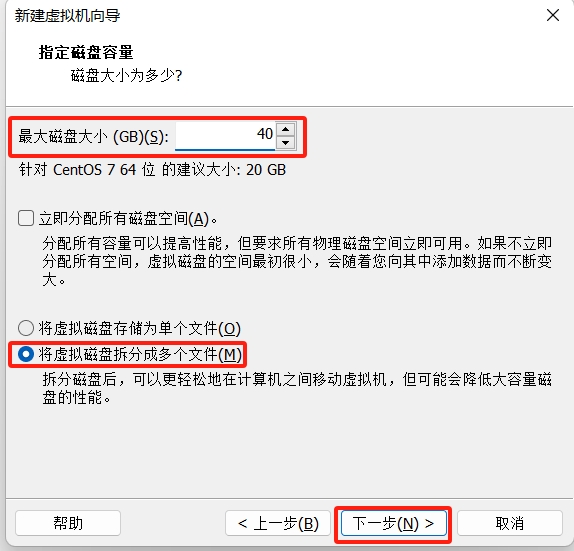 新建虚拟机向导
指定磁盘容量
磁盘大小为多少?
最大磁盘大小 (GB)(S): 40
针对 CentOS 7 64 位 的建议大小: 20 GB
立即分配所有磁盘空间(A)。
分配所有容量可以提高性能，但要求所有物理磁盘空间立即可用。如果不立即
分配所有空间，虚拟磁盘的空间最初很小，会随着您向其中添加数据而不断变
大。
将虚拟磁盘存储为单个文件(O)
将虚拟磁盘拆分成多个文件(M)
拆分磁盘后，可以更轻松地在计算机之间移动虚拟机，但可能会降低大容量磁
盘的性能。
帮助 < 上一步(B) 下一步(N) > 取消